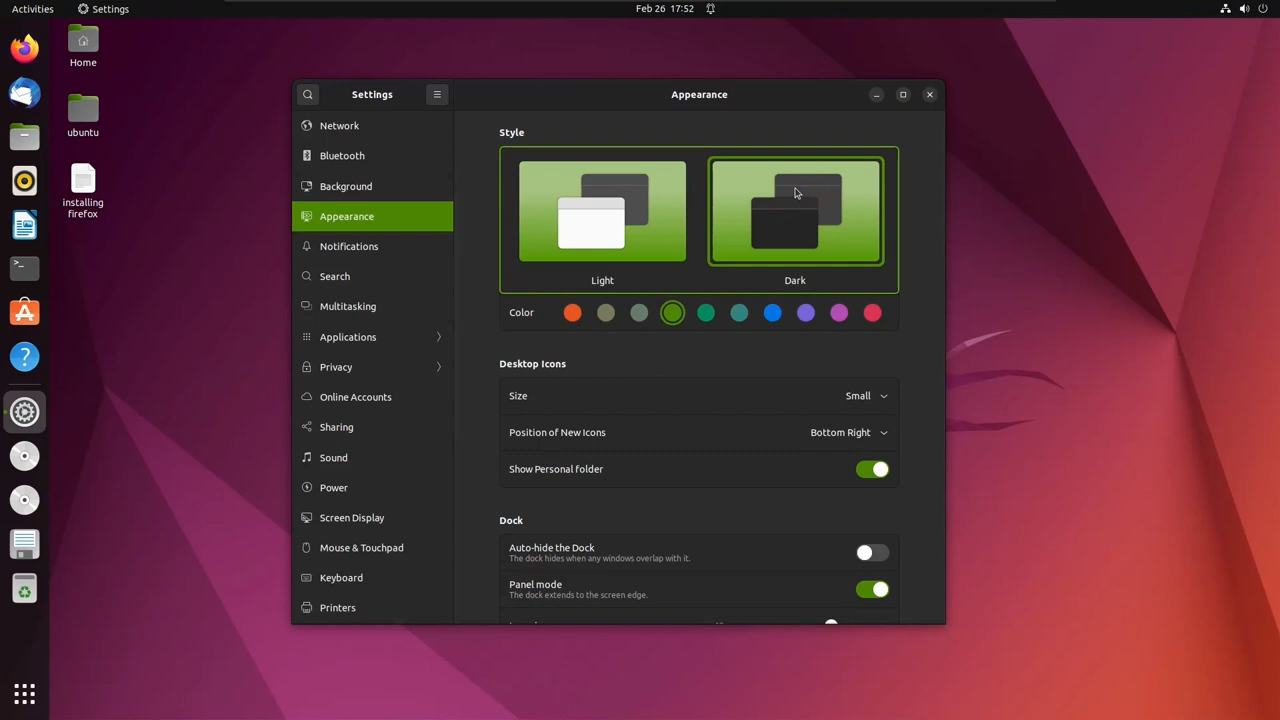 Activities
Settings
Feb 26 17:52
Home
ubuntu
installing
firefox
>_
?
Settings
Appearance
Network
Bluetooth
Background
Appearance
Notifications
Search
Multitasking
Applications
Privacy
Online Accounts
Sharing
Sound
Power
Screen Display
Mouse & Touchpad
Keyboard
Printers
Style
Light
Dark
Color
Desktop Icons
Size
Small
Position of New Icons
Bottom Right
Show Personal folder
Dock
Auto-hide the Dock
The dock hides when any windows overlap with it.
Panel mode
The dock extends to the screen edge.